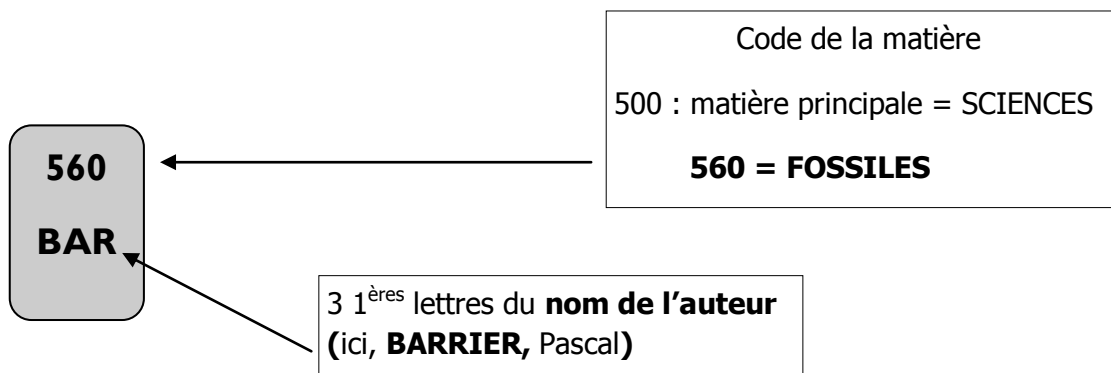 Code de la matière
500 : matière principale = SCIENCES
560 = FOSSILES
560
BAR
3 1ères lettres du nom de l’auteur
(ici, BARRIER, Pascal)